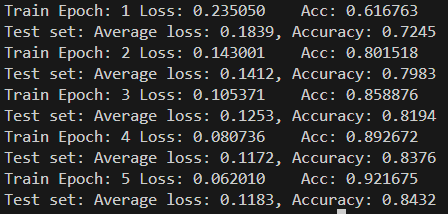 Train Epoch: 1 Loss: 0.235050    Acc: 0.616763
Test set: Average loss: 0.1839, Accuracy: 0.7245
Train Epoch: 2 Loss: 0.143001    Acc: 0.801518
Test set: Average loss: 0.1412, Accuracy: 0.7983
Train Epoch: 3 Loss: 0.105371    Acc: 0.858876
Test set: Average loss: 0.1253, Accuracy: 0.8194
Train Epoch: 4 Loss: 0.080736    Acc: 0.892672
Test set: Average loss: 0.1172, Accuracy: 0.8376
Train Epoch: 5 Loss: 0.062010    Acc: 0.921675
Test set: Average loss: 0.1183, Accuracy: 0.8432